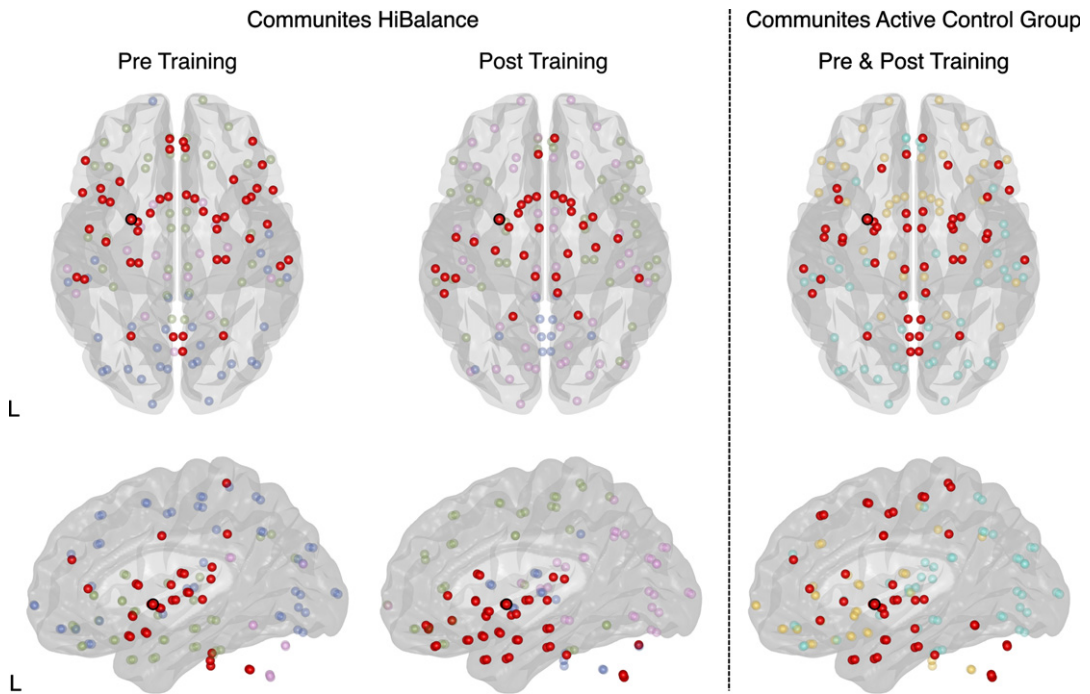 Communites HiBalance
Communites Active Control Group
Pre Training
Post Training
Pre & Post Training
L
L